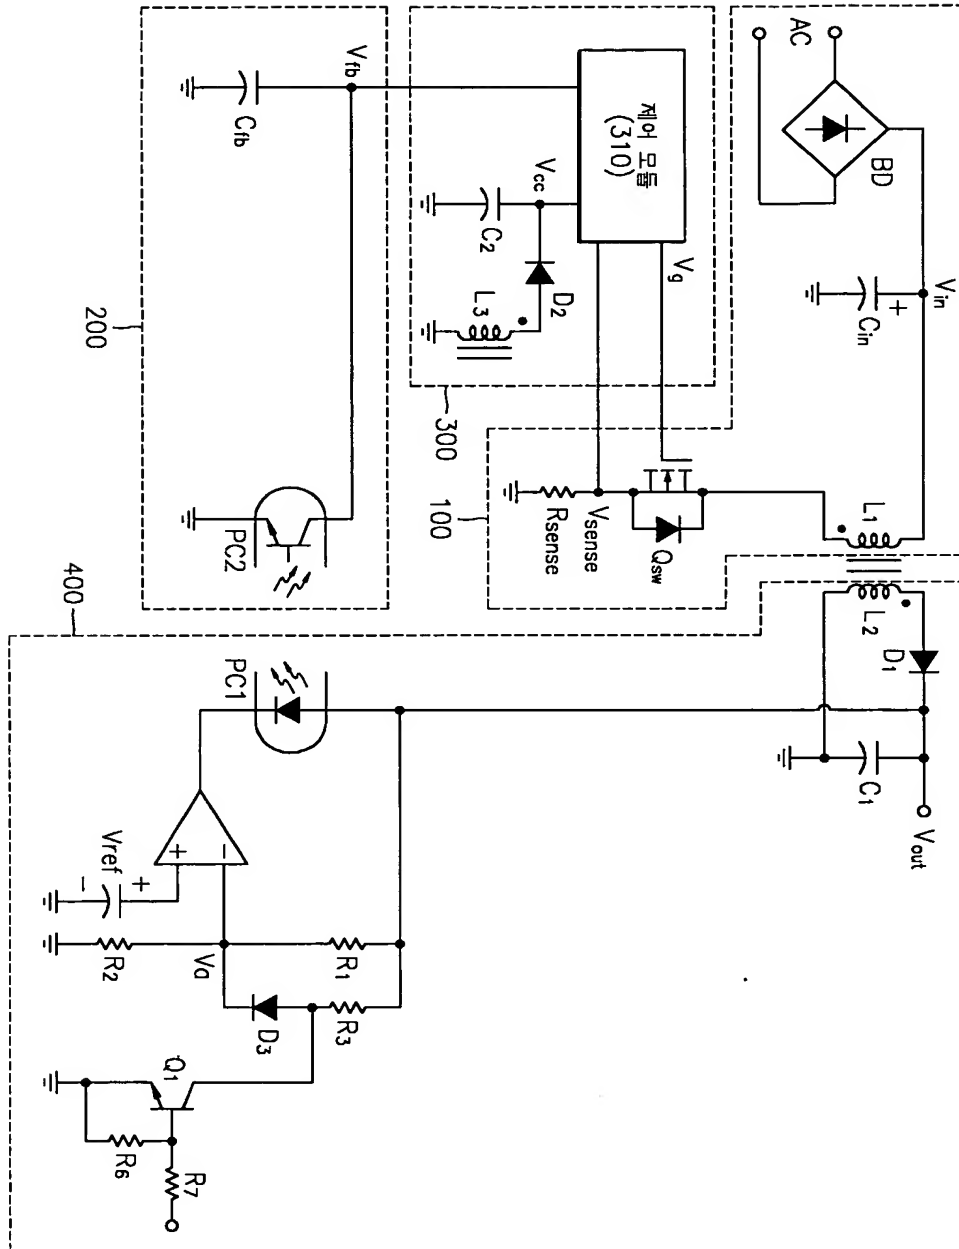 AC
BD
Vin
Cin
+
L1
L2
D1
C1
Vout
제어 모듈
(310)
Vg
Vcc
C2
D2
L3
300
Qsw
Vsense
Rsense
100
Vfb
Cfb
200
PC2
400
PC1
+
−
Vref
+
−
R1
R2
Va
R3
D3
Q1
R6
R7